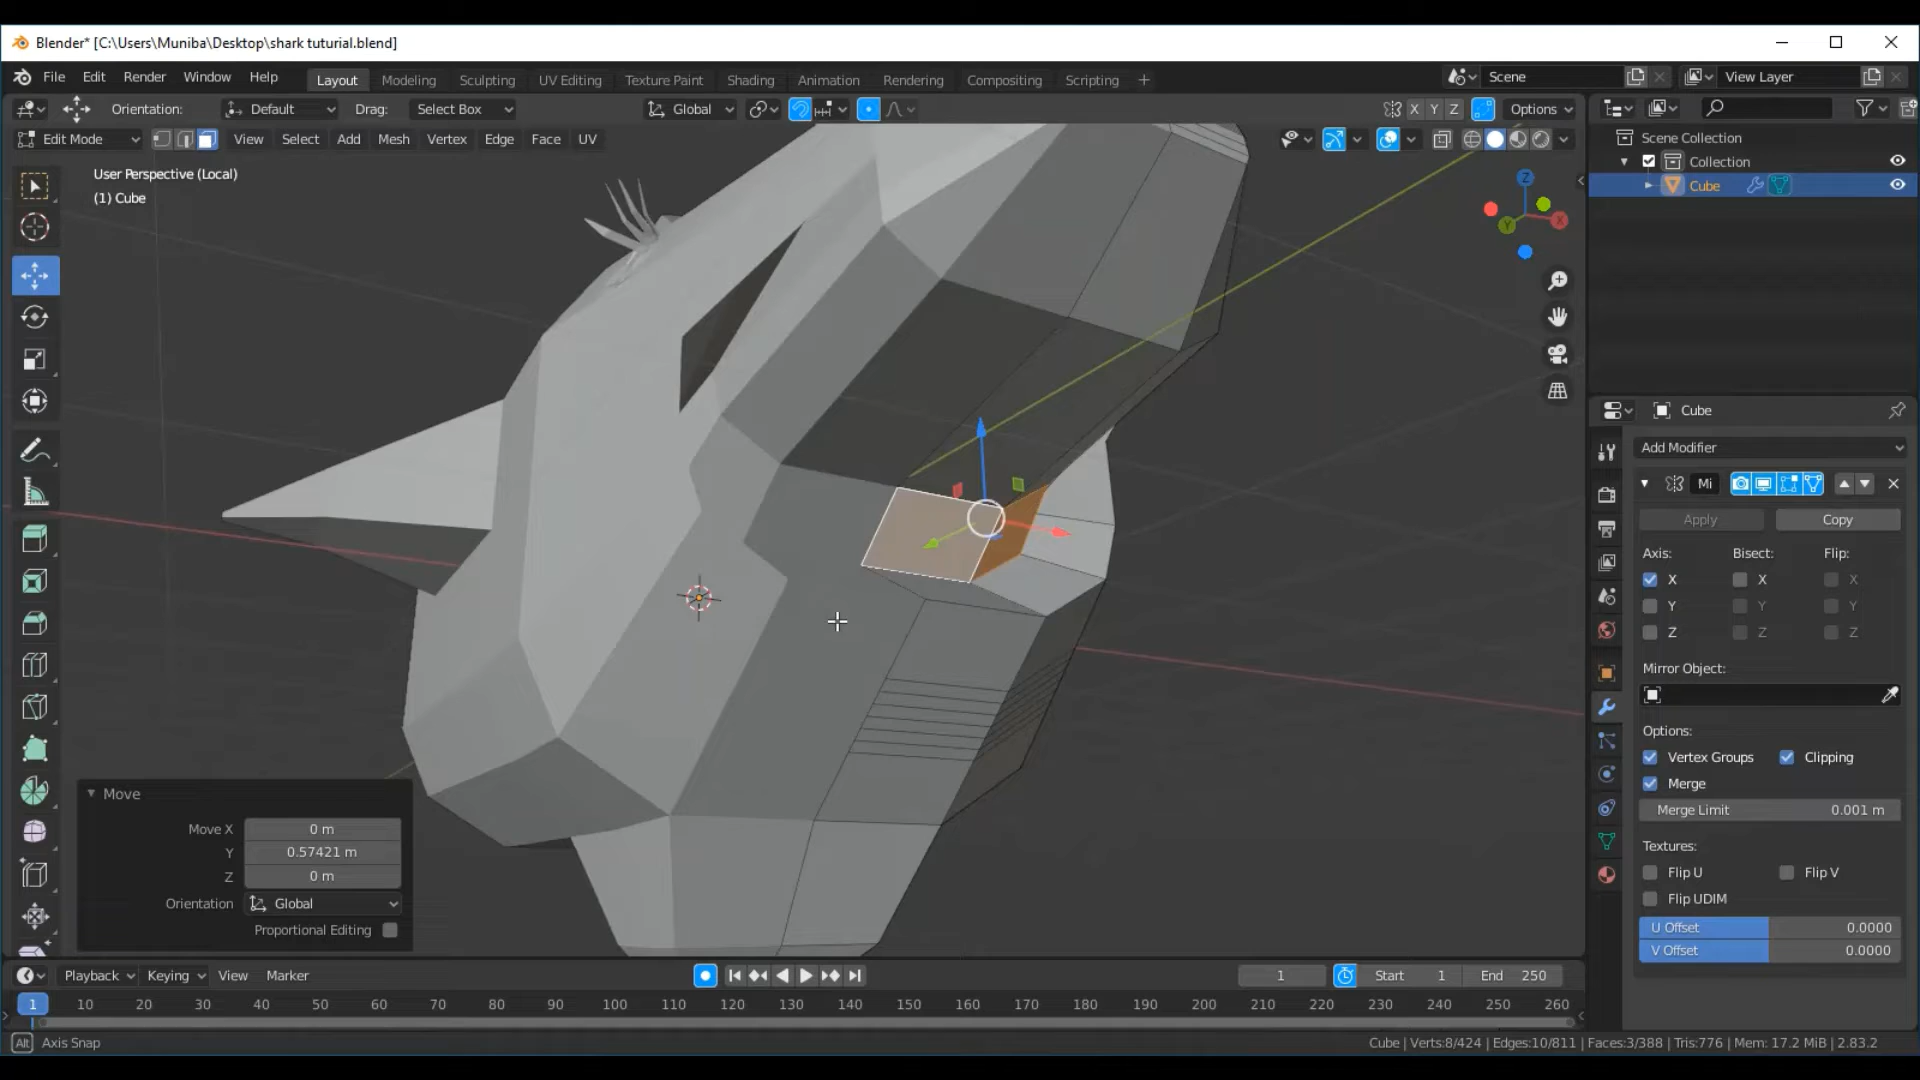 Blender* [C:\Users\Muniba\Desktop\shark tuturial.blend]
File Edit Render Window Help Layout Modeling Sculpting UV Editing Texture Paint Shading Animation Rendering Compositing Scripting + Scene View Layer
Orientation: Default Drag: Select Box Global X Y Z Options
Edit Mode View Select Add Mesh Vertex Edge Face UV
Scene Collection
Collection
Cube
User Perspective (Local)
(1) Cube
Z
X
Y
Cube
Add Modifier
Mi
Apply Copy
Axis: Bisect: Flip:
X X X
Y Y Y
Z Z Z
Mirror Object:
Options:
Vertex Groups Clipping
Merge
Merge Limit 0.001 m
Textures:
Flip U Flip V
Flip UDIM
U Offset 0.0000
V Offset 0.0000
Move
Move X 0 m
Y 0.57421 m
Z 0 m
Orientation Global
Proportional Editing
Playback Keying View Marker 1 Start 1 End 250
1 10 20 30 40 50 60 70 80 90 100 110 120 130 140 150 160 170 180 190 200 210 220 230 240 250 260
Alt Axis Snap
Cube | Verts:8/424 | Edges:10/811 | Faces:3/388 | Tris:776 | Mem: 17.2 MiB | 2.83.2